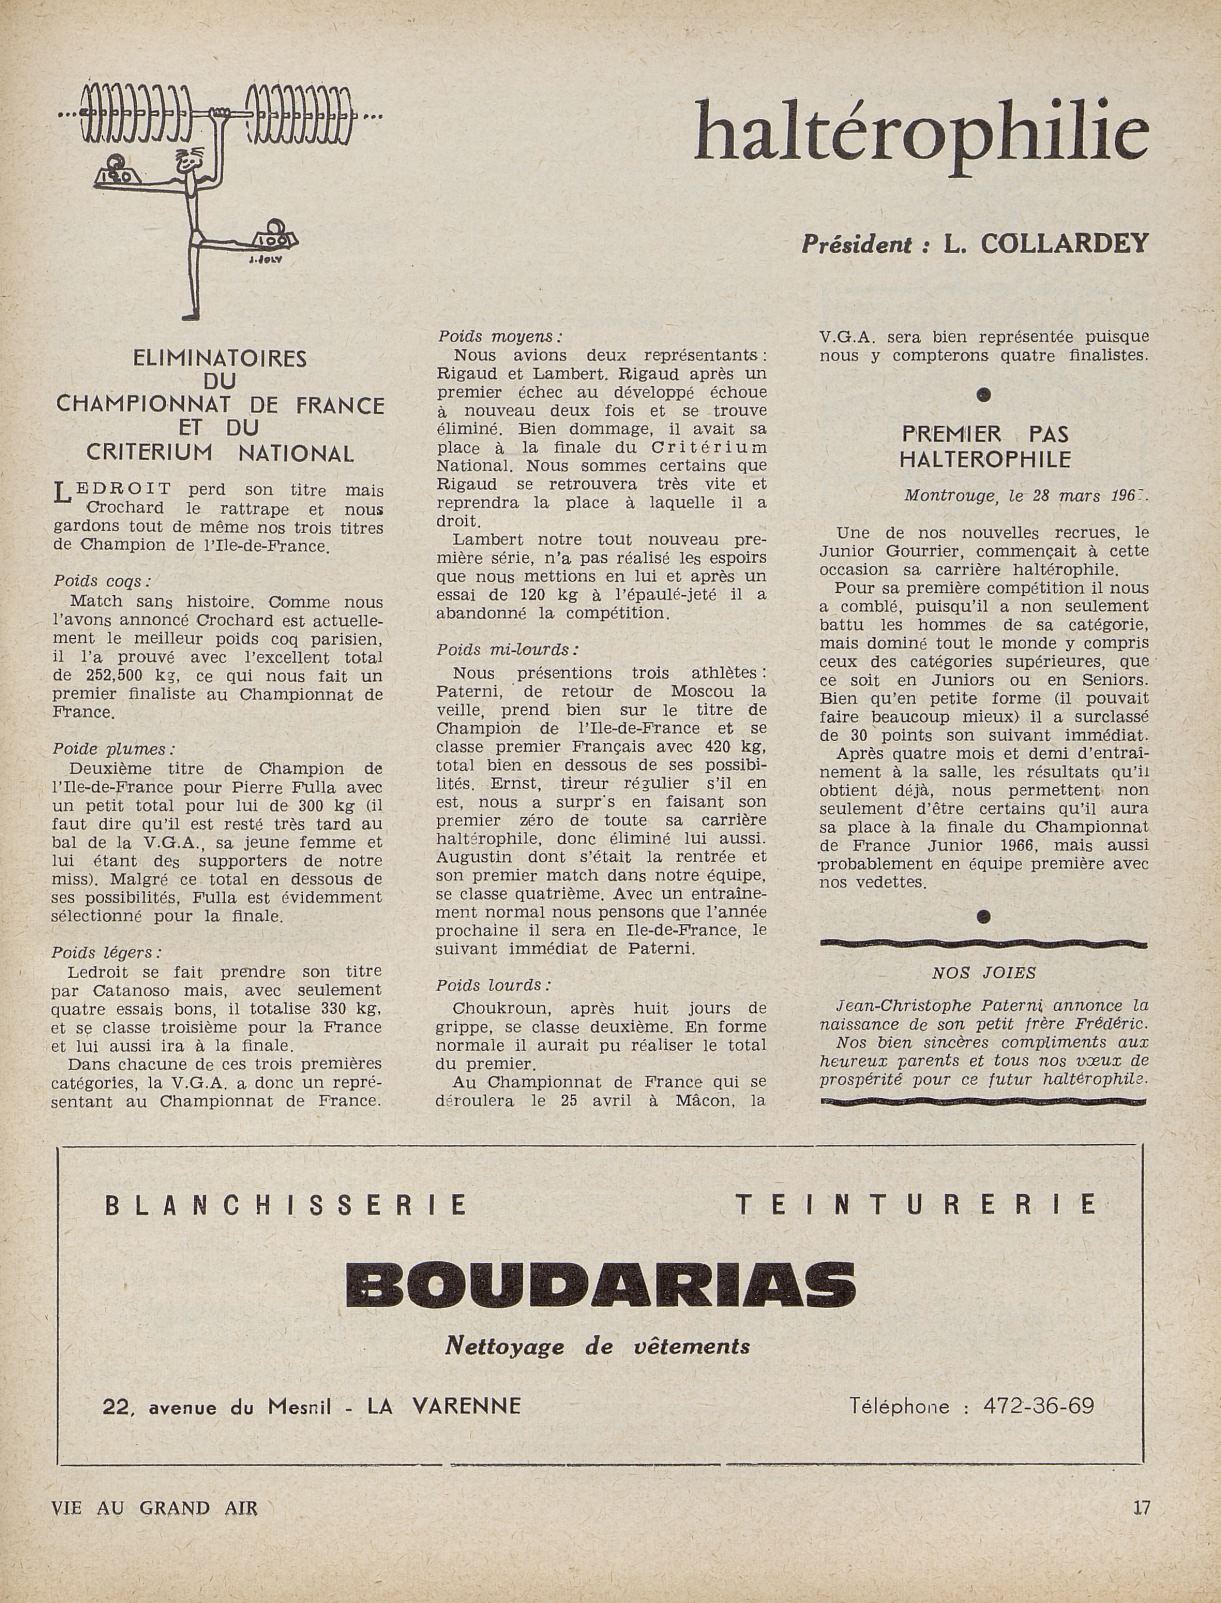 120
100
J. JOLY
haltérophilie
Président : L. COLLARDEY
ELIMINATOIRES
DU
CHAMPIONNAT DE FRANCE
ET DU
CRITERIUM NATIONAL
LEDROIT perd son titre mais
Crochard le rattrape et nous
gardons tout de même nos trois titres
de Champion de l'Ile-de-France.
Poids coqs :
Match sans histoire. Comme nous
l'avons annoncé Crochard est actuelle-
ment le meilleur poids coq parisien,
il l'a prouvé avec l'excellent total
de 252,500 kg, ce qui nous fait un
premier finaliste au Championnat de
France.
Poide plumes :
Deuxième titre de Champion de
l'Ile-de-France pour Pierre Fulla avec
un petit total pour lui de 300 kg (il
faut dire qu'il est resté très tard au
bal de la V.G.A., sa jeune femme et
lui étant des supporters de notre
miss). Malgré ce total en dessous de
ses possibilités, Fulla est évidemment
sélectionné pour la finale.
Poids légers :
Ledroit se fait prendre son titre
par Catanoso mais, avec seulement
quatre essais bons, il totalise 330 kg,
et se classe troisième pour la France
et lui aussi ira à la finale.
Dans chacune de ces trois premières
catégories, la V.G.A. a donc un repré-
sentant au Championnat de France.
Poids moyens :
Nous avions deux représentants :
Rigaud et Lambert. Rigaud après un
premier échec au développé échoue
à nouveau deux fois et se trouve
éliminé. Bien dommage, il avait sa
place à la finale du Critérium
National. Nous sommes certains que
Rigaud se retrouvera très vite et
reprendra la place à laquelle il a
droit.
Lambert notre tout nouveau pre-
mière série, n'a pas réalisé les espoirs
que nous mettions en lui et après un
essai de 120 kg à l'épaulé-jeté il a
abandonné la compétition.
Poids mi-lourds :
Nous présentions trois athlètes :
Paterni, de retour de Moscou la
veille, prend bien sur le titre de
Champion de l'Ile-de-France et se
classe premier Français avec 420 kg,
total bien en dessous de ses possibi-
lités. Ernst, tireur régulier s'il en
est, nous a surpr's en faisant son
premier zéro de toute sa carrière
haltérophile, donc éliminé lui aussi.
Augustin dont s'était la rentrée et
son premier match dans notre équipe,
se classe quatrième. Avec un entraîne-
ment normal nous pensons que l'année
prochaine il sera en Ile-de-France, le
suivant immédiat de Paterni.
Poids lourds :
Choukroun, après huit jours de
grippe, se classe deuxième. En forme
normale il aurait pu réaliser le total
du premier.
Au Championnat de France qui se
déroulera le 25 avril à Mâcon, la
V.G.A. sera bien représentée puisque
nous y compterons quatre finalistes.
PREMIER PAS
HALTEROPHILE
Montrouge, le 28 mars
Une de nos nouvelles recrues, le
Junior Gourrier, commençait à cette
occasion sa carrière haltérophile.
Pour sa première compétition il nous
a comblé, puisqu'il a non seulement
battu les hommes de sa catégorie,
mais dominé tout le monde y compris
ceux des catégories supérieures, que
ce soit en Juniors ou en Seniors.
Bien qu'en petite forme (il pouvait
faire beaucoup mieux) il a surclassé
de 30 points son suivant immédiat.
Après quatre mois et demi d'entraî-
nement à la salle, les résultats qu'il
obtient déjà, nous permettent non
seulement d'être certains qu'il aura
sa place à la finale du Championnat
de France Junior 1966, mais aussi
probablement en équipe première avec
nos vedettes.
NOS JOIES
Jean-Christophe Paterni annonce la
naissance de son petit frère Frédéric.
Nos bien sincères compliments aux
heureux parents et tous nos vœux de
prospérité pour ce futur haltérophile.
BLANCHISSERIE TEINTURERIE
BOUDARIAS
Nettoyage de vêtements
22, avenue du Mesnil - LA VARENNE Téléphone : 472-36-69
VIE AU GRAND AIR 17